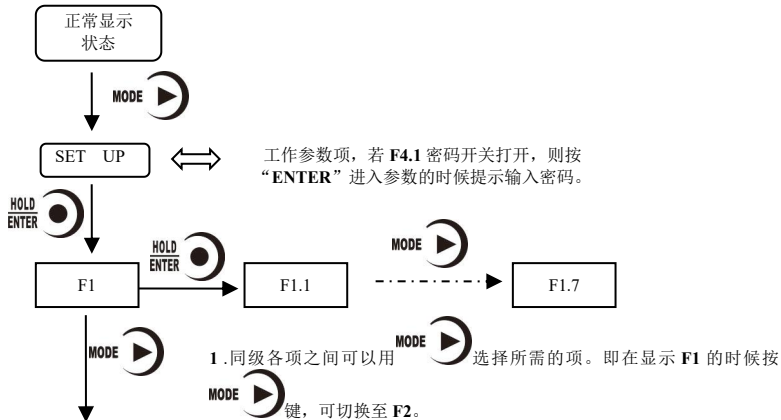 正常显示
状态
MODE
SET UP
工作参数项，若 F4.1 密码开关打开，则按
“ENTER”进入参数的时候提示输入密码。
HOLD
ENTER
HOLD
ENTER
MODE
F1
F1.1
F1.7
MODE
1 .同级各项之间可以用 MODE 选择所需的项。即在显示 F1 的时候按
MODE 键，可切换至 F2。